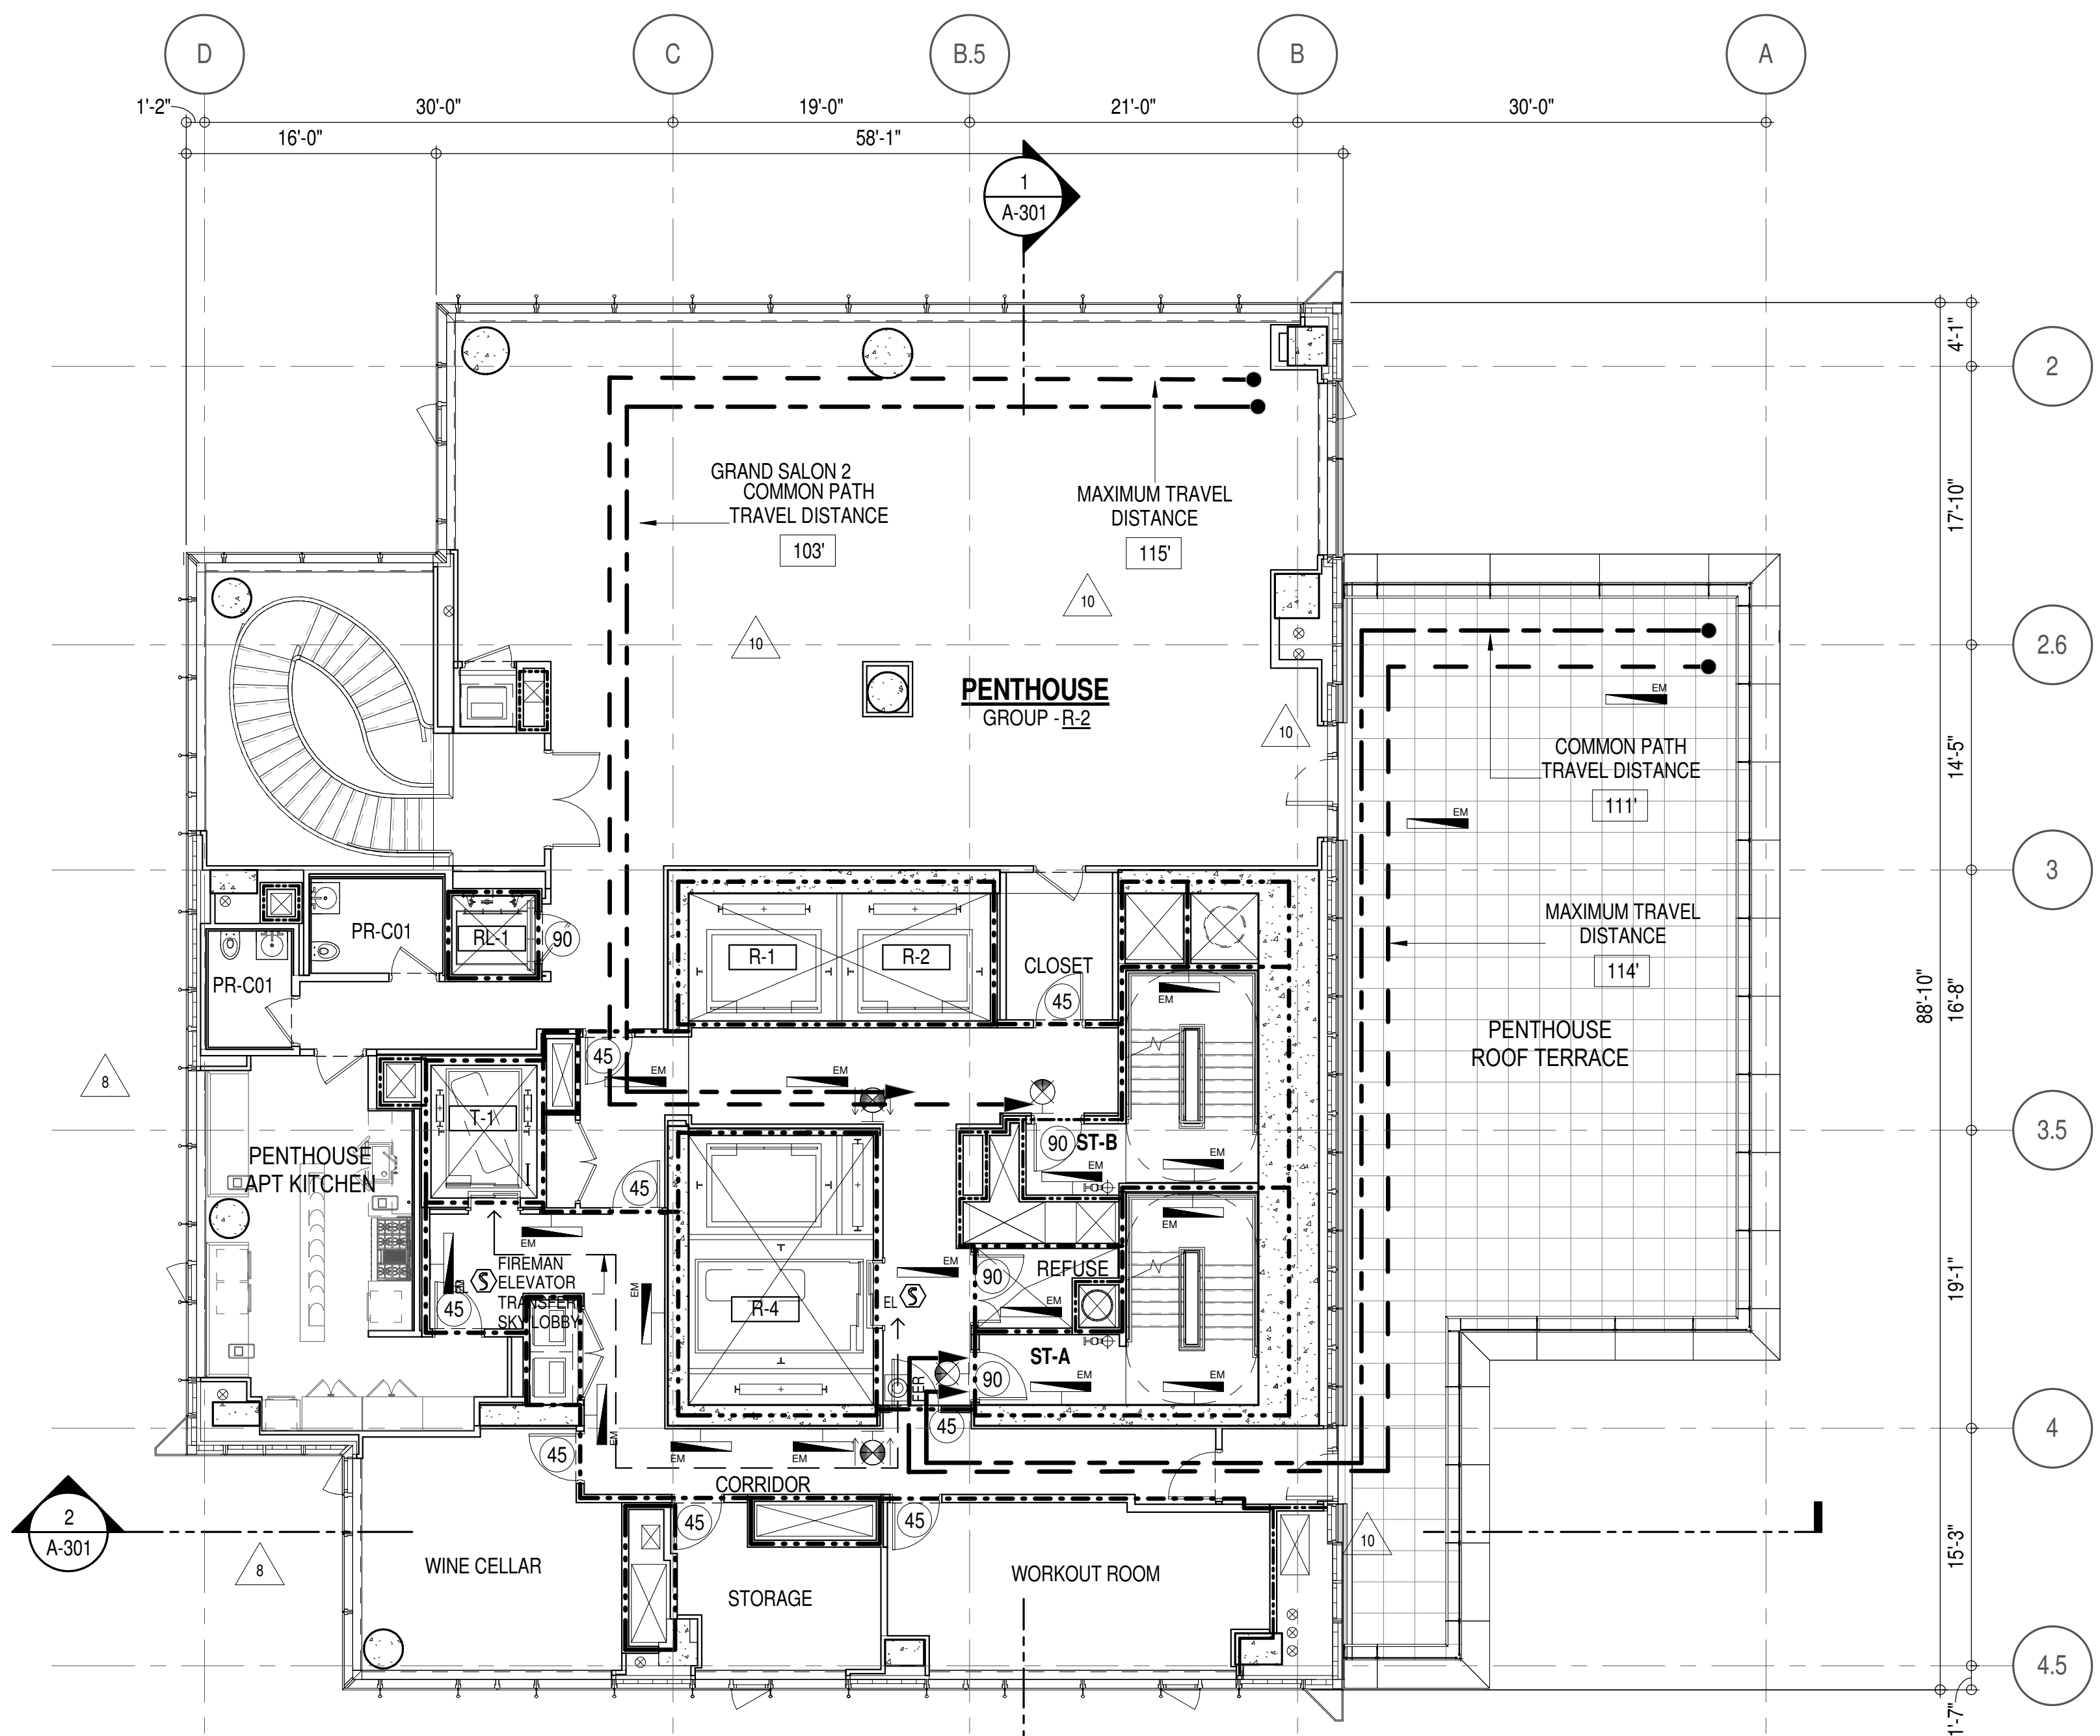 D
C
B.5
B
A
1'-2"
30'-0"
19'-0"
21'-0"
30'-0"
16'-0"
58'-1"
1
A-301
4'-1"
2
GRAND SALON 2
COMMON PATH
TRAVEL DISTANCE
103'
MAXIMUM TRAVEL
DISTANCE
115'
17'-10"
10
10
2.6
PENTHOUSE
GROUP - R-2
10
EM
COMMON PATH
TRAVEL DISTANCE
111'
EM
14'-5"
3
PR-C01
RL-1
90
R-1
R-2
CLOSET
45
EM
MAXIMUM TRAVEL
DISTANCE
114'
PR-C01
88'-10"
16'-8"
PENTHOUSE
ROOF TERRACE
45
EM
EM
8
T-1
90
ST-B
3.5
PENTHOUSE
APT KITCHEN
45
EM
EM
EM
EM
FIREMAN
ELEVATOR
TRANSFER
SKY LOBBY
EL
S
45
EM
R-4
EM
EL
S
90
REFUSE
EM
19'-1"
ST-A
90
EM
EM
FER
45
4
45
EM
EM
EM
CORRIDOR
2
A-301
45
45
10
8
WINE CELLAR
STORAGE
WORKOUT ROOM
15'-3"
4.5
1'-7"